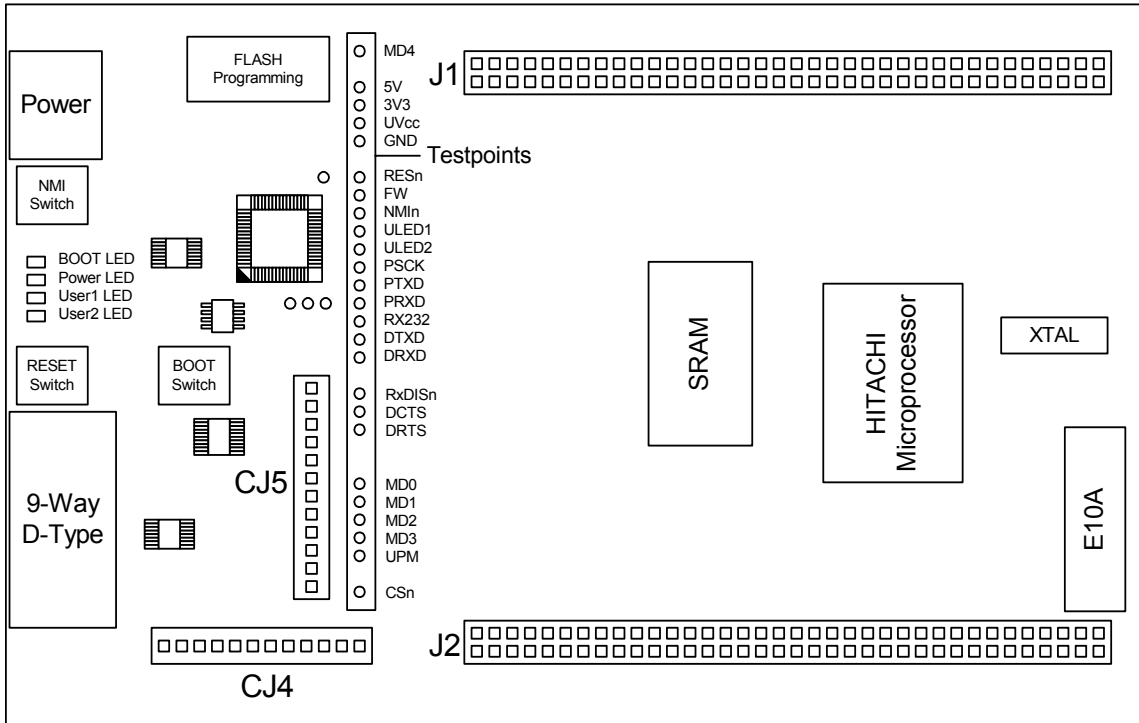 FLASH
Programming
Power
NMI
Switch
BOOT LED
Power LED
User1 LED
User2 LED
RESET
Switch
BOOT
Switch
9-Way
D-Type
CJ5
CJ4
MD4
5V
3V3
UVcc
GND
Testpoints
RESn
FW
NMIn
ULED1
ULED2
PSCK
PTXD
PRXD
RX232
DTXD
DRXD
RxDISn
DCTS
DRTS
MD0
MD1
MD2
MD3
UPM
CSn
J1
SRAM
HITACHI
Microprocessor
XTAL
E10A
J2